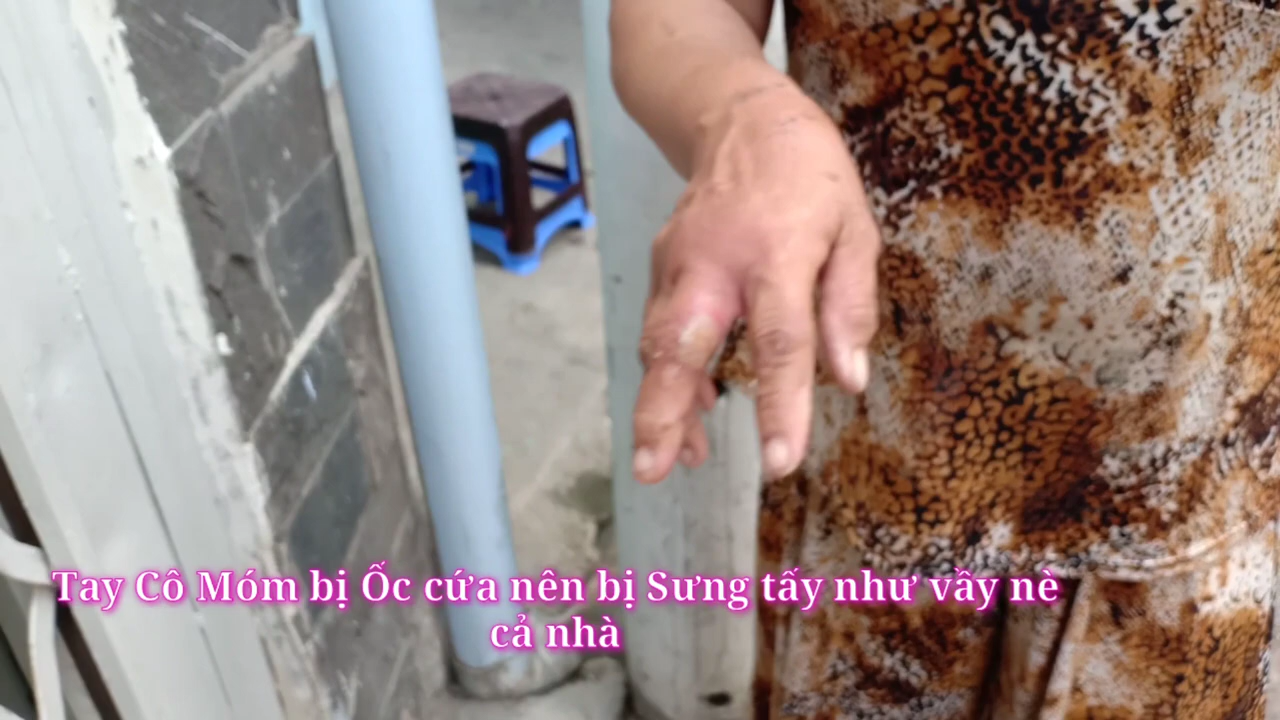 Tay Cô Móm bị Ốc cứa nên bị Sưng tấy như vầy nè
cả nhà